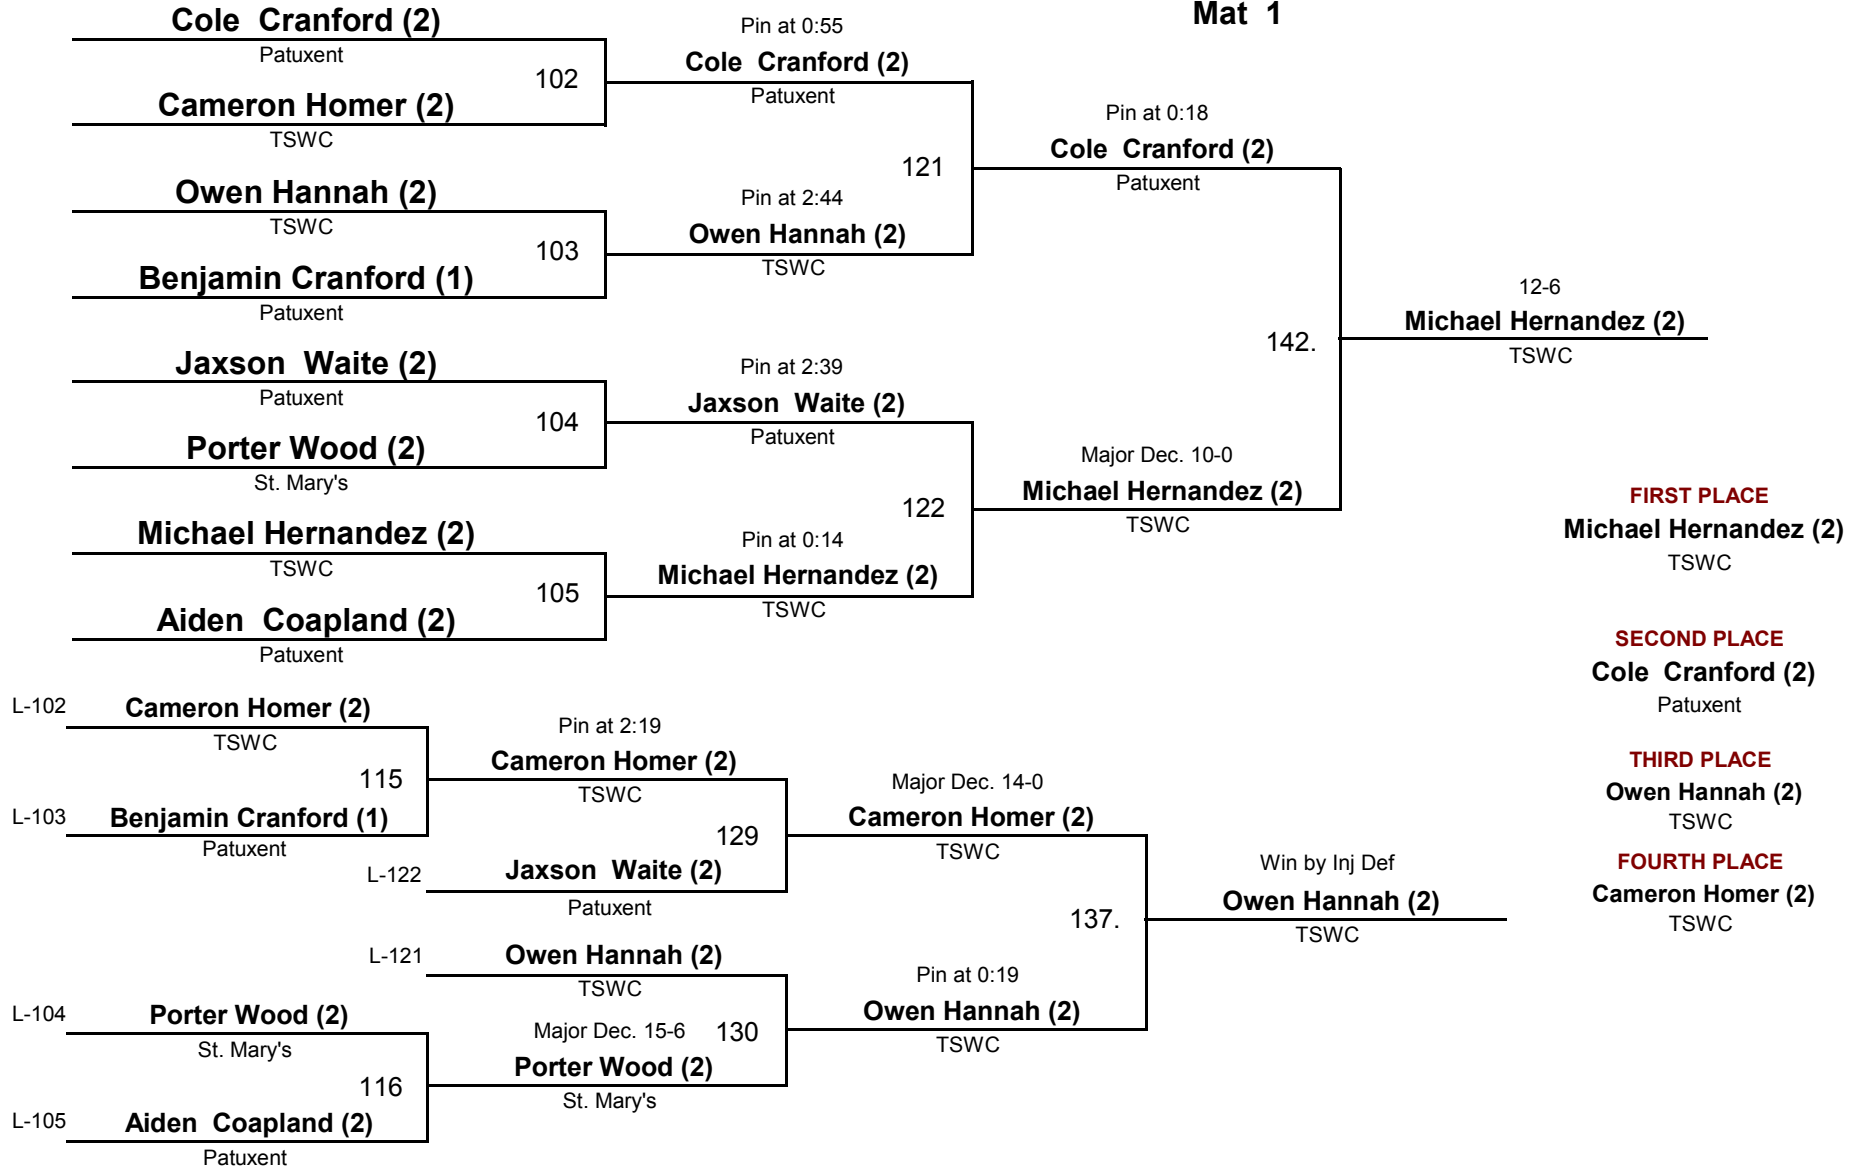 Mat 1
Cole Cranford (2)
Patuxent
102
Cameron Homer (2)
TSWC
Owen Hannah (2)
TSWC
103
Benjamin Cranford (1)
Patuxent
Jaxson Waite (2)
Patuxent
104
Porter Wood (2)
St. Mary's
Michael Hernandez (2)
TSWC
105
Aiden Coapland (2)
Patuxent
Pin at 0:55
Cole Cranford (2)
Patuxent
121
Pin at 2:44
Owen Hannah (2)
TSWC
Pin at 2:39
Jaxson Waite (2)
Patuxent
122
Pin at 0:14
Michael Hernandez (2)
TSWC
Pin at 0:18
Cole Cranford (2)
Patuxent
142.
Major Dec. 10-0
Michael Hernandez (2)
TSWC
12-6
Michael Hernandez (2)
TSWC
FIRST PLACE
Michael Hernandez (2)
TSWC
SECOND PLACE
Cole Cranford (2)
Patuxent
THIRD PLACE
Owen Hannah (2)
TSWC
FOURTH PLACE
Cameron Homer (2)
TSWC
L-102 Cameron Homer (2)
TSWC
115
L-103 Benjamin Cranford (1)
Patuxent
Pin at 2:19
Cameron Homer (2)
TSWC
129
L-122 Jaxson Waite (2)
Patuxent
L-121 Owen Hannah (2)
TSWC
130
Major Dec. 15-6
Porter Wood (2)
St. Mary's
L-104 Porter Wood (2)
St. Mary's
116
L-105 Aiden Coapland (2)
Patuxent
Major Dec. 14-0
Cameron Homer (2)
TSWC
137.
Pin at 0:19
Owen Hannah (2)
TSWC
Win by Inj Def
Owen Hannah (2)
TSWC